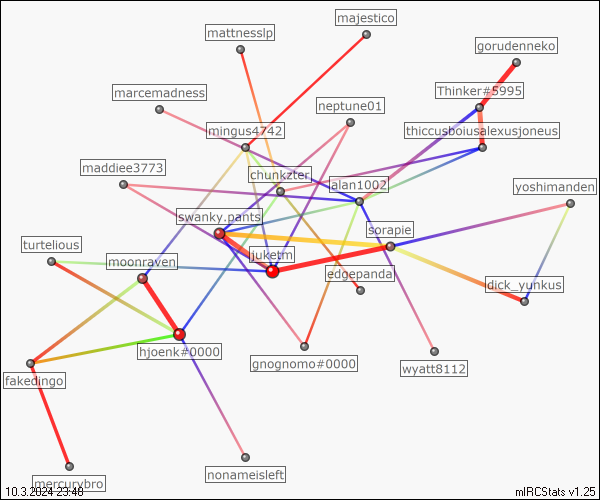 majestico
mattnesslp
gorudenneko
Thinker#5995
marcemadness
neptune01
mingus4742
thiccusboiusalexusjoneus
maddiee3773
chunkzter
alan1002
yoshimanden
swanky.pants
sorapie
turtelious
moonraven
juketm
edgepanda
dick_yunkus
hjoenk#0000
gnognomo#0000
wyatt8112
fakedingo
nonameisleft
mercurybro
10.3.2024 23:48
mIRCStats v1.25